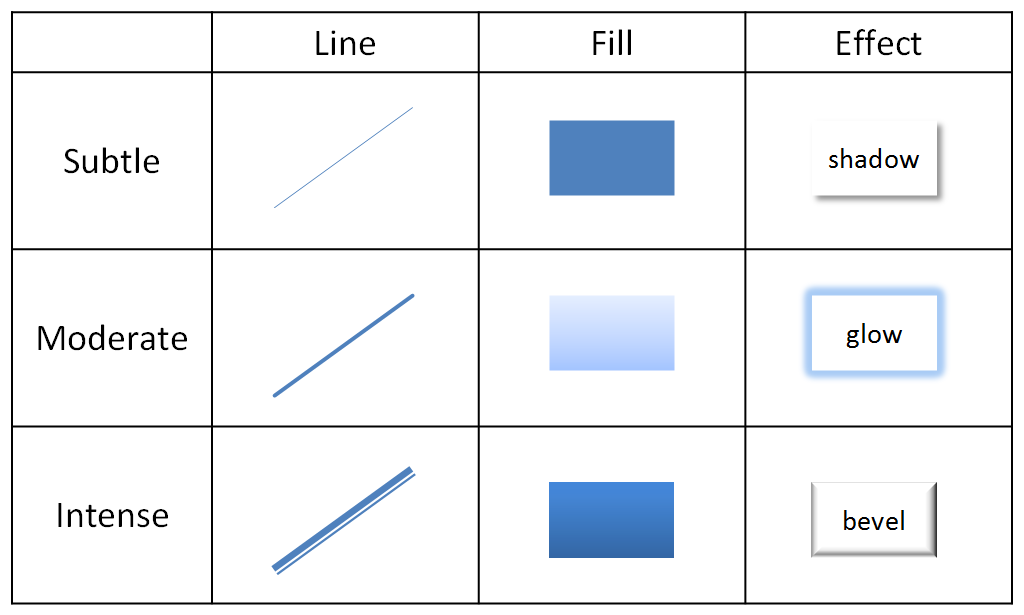 Line Fill Effect
Subtle shadow
Moderate glow
Intense bevel